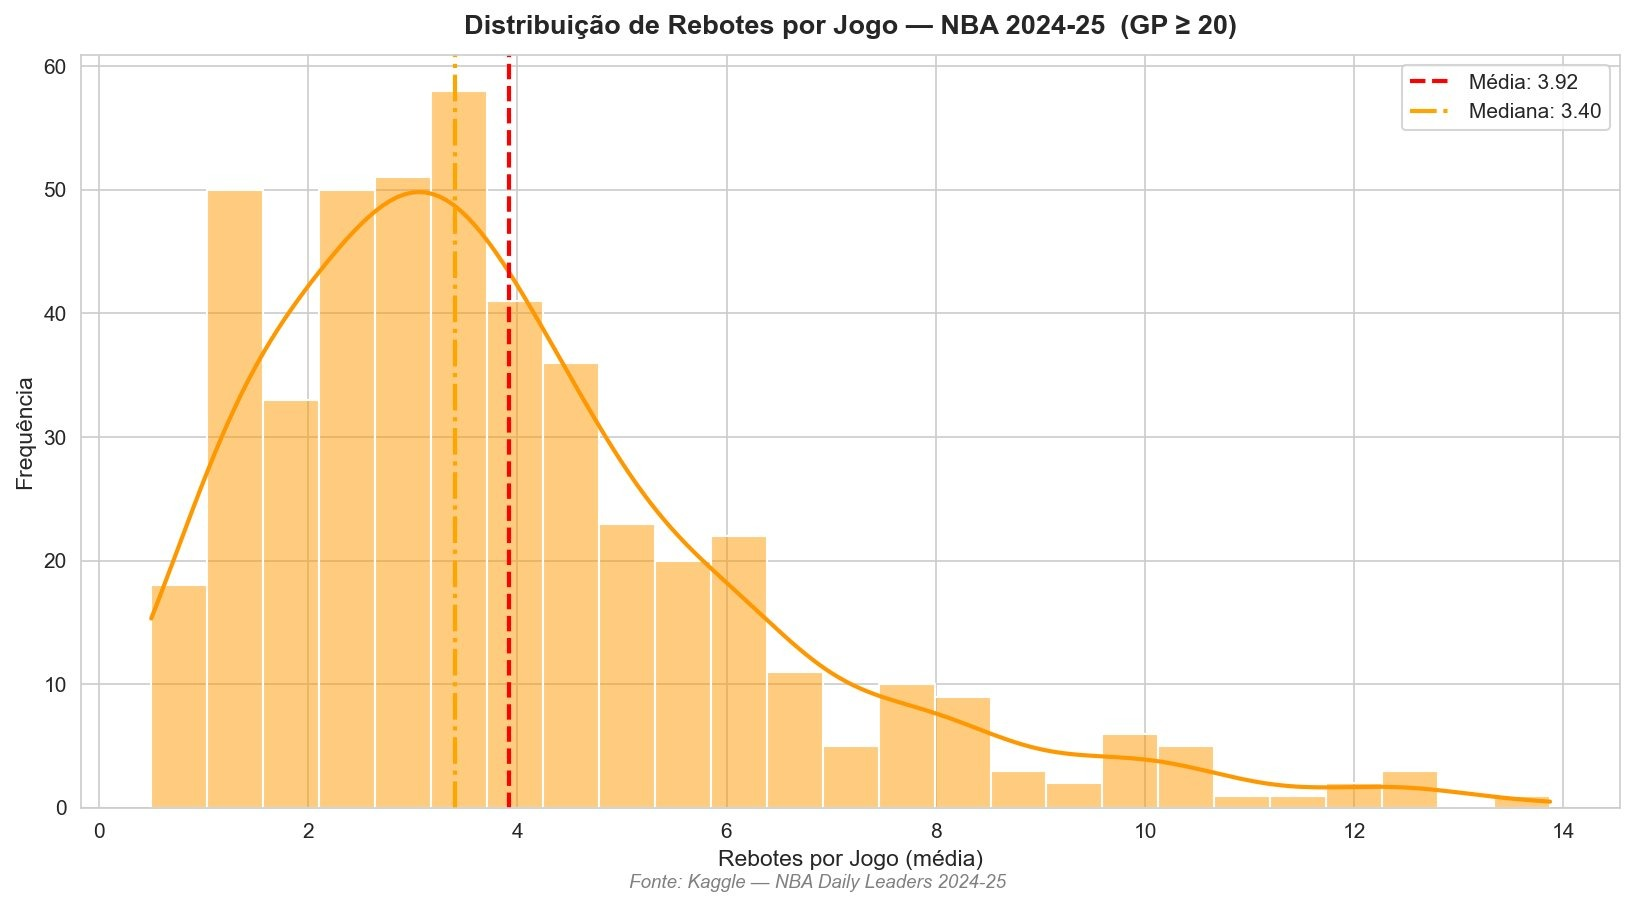 Distribuição de Rebotes por Jogo — NBA 2024-25  (GP ≥ 20)
Média: 3.92
Mediana: 3.40
Frequência
60
50
40
30
20
10
0
0 2 4 6 8 10 12 14
Rebotes por Jogo (média)
Fonte: Kaggle — NBA Daily Leaders 2024-25